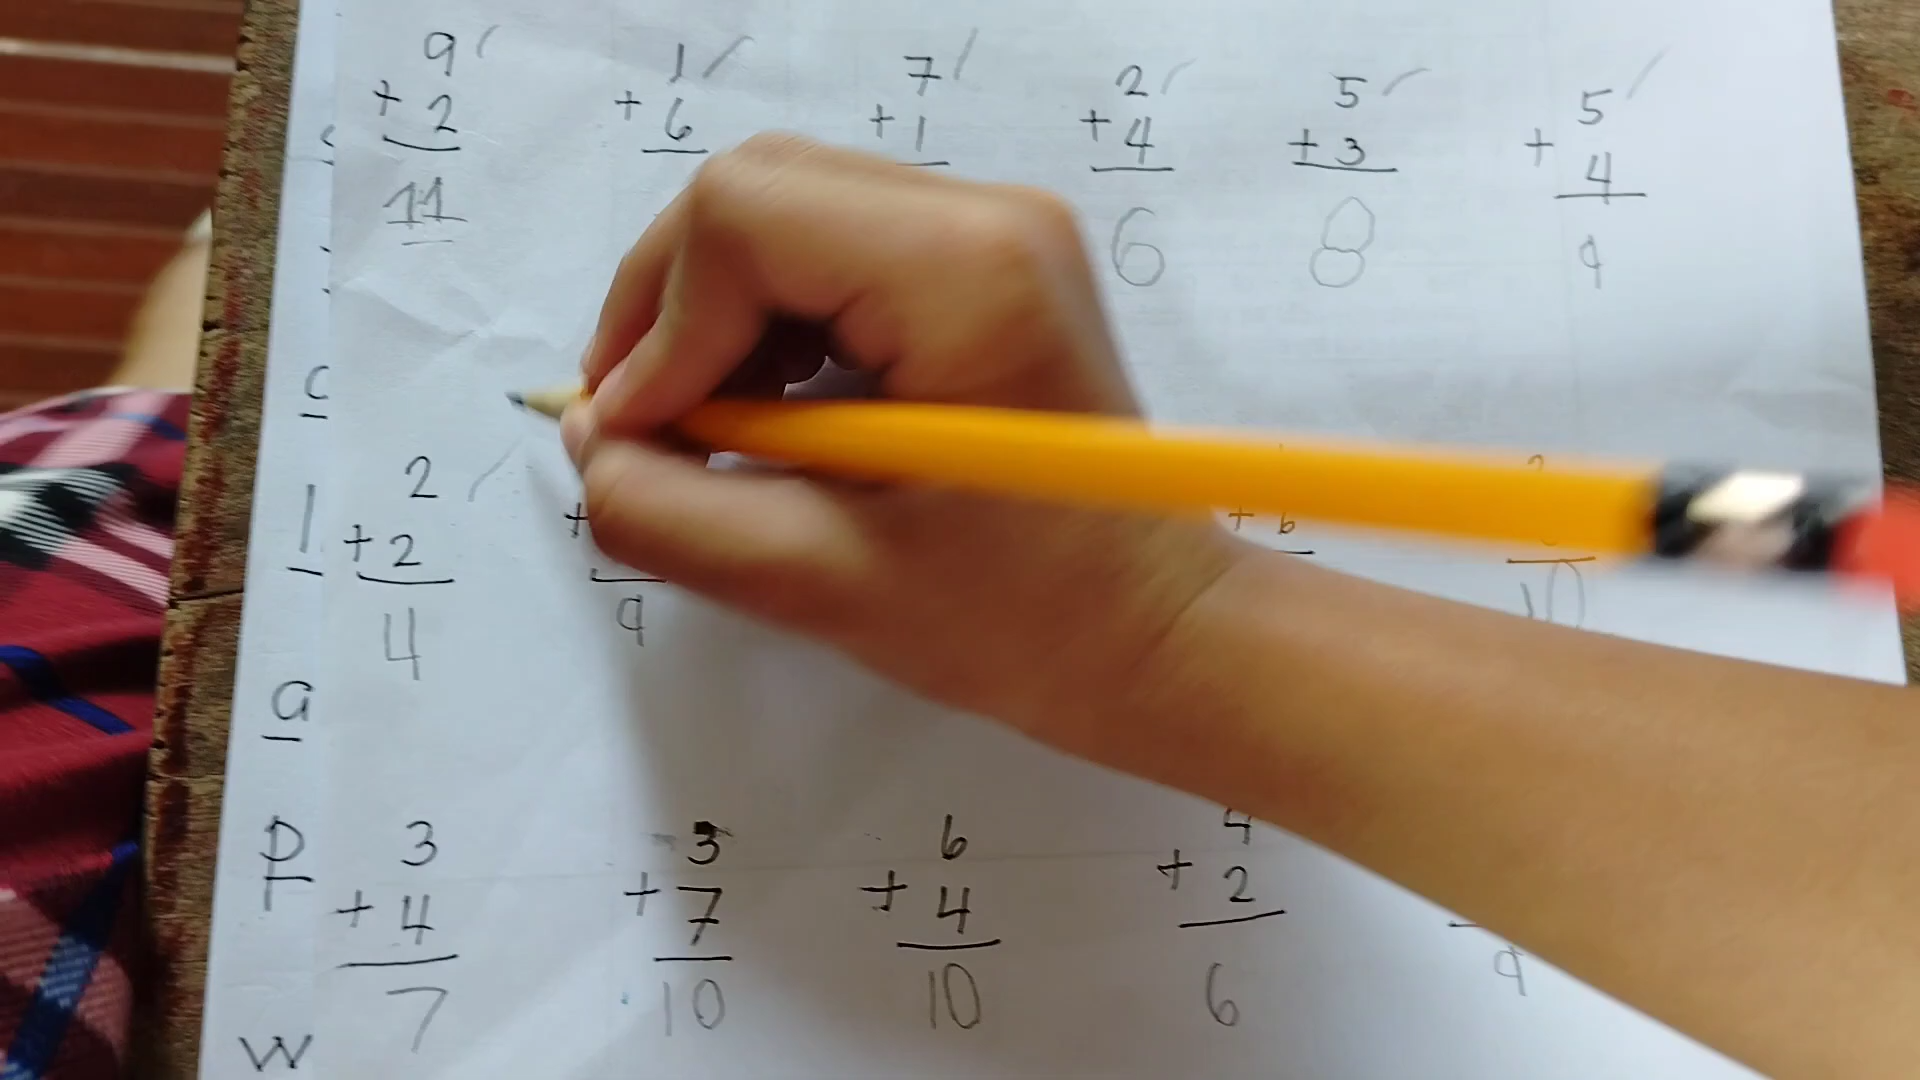 9 1 7 2 5 5
+ 2 + 6 + 1 + 4 + 3 + 4
11 6 8 9
c
2
l + 2 + + 6
4 9 10
a
3 3 6 4
p + 4 + 7 + 4 + 2
7 10 10 6 9
W